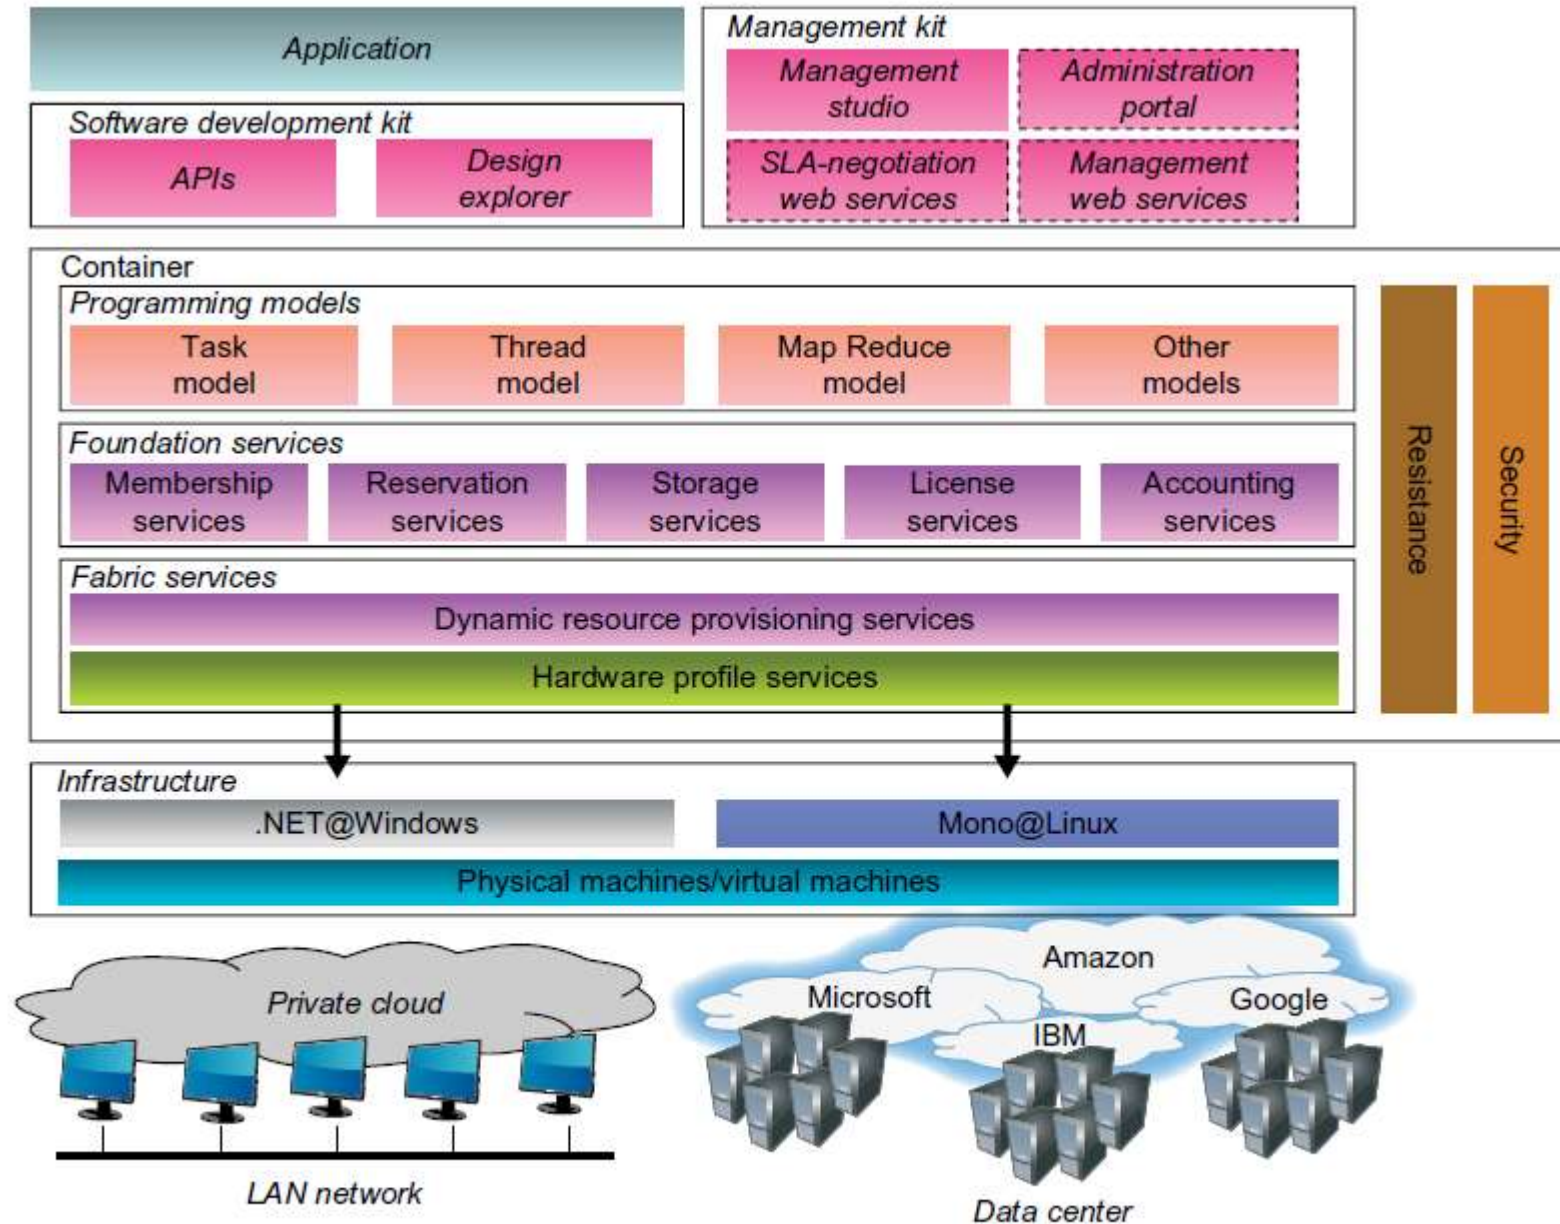 Application
Management kit
Management
studio
Administration
portal
SLA-negotiation
web services
Management
web services
Software development kit
APIs
Design
explorer
Container
Programming models
Task
model
Thread
model
Map Reduce
model
Other
models
Foundation services
Membership
services
Reservation
services
Storage
services
License
services
Accounting
services
Fabric services
Dynamic resource provisioning services
Hardware profile services
Resistance
Security
Infrastructure
.NET@Windows
Mono@Linux
Physical machines/virtual machines
Private cloud
LAN network
Amazon
Microsoft
Google
IBM
Data center